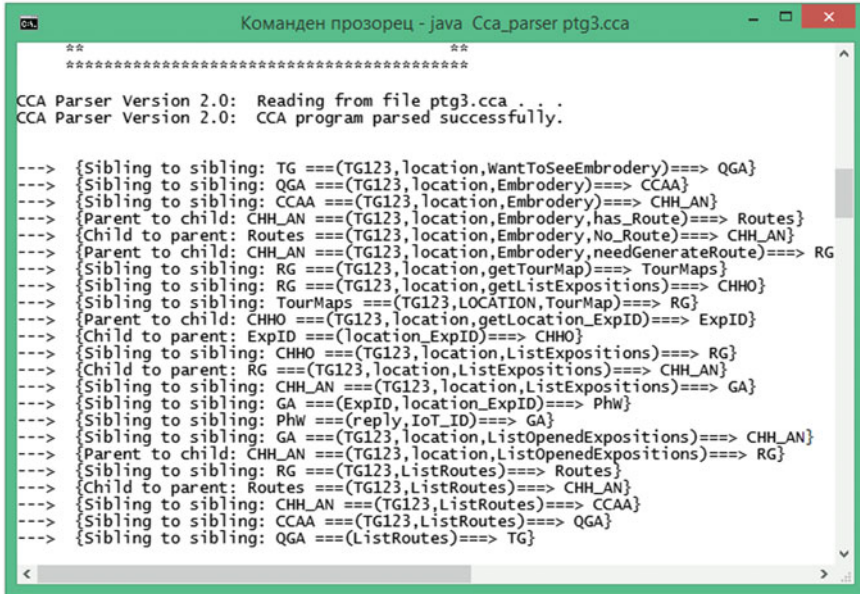 Команден прозорец - java Cca_parser ptg3.cca
** **
******************************************
CCA Parser Version 2.0: Reading from file ptg3.cca . . .
CCA Parser Version 2.0: CCA program parsed successfully.
---> {Sibling to sibling: TG ===(TG123,location,WantToSeeEmbrodery)===> QGA}
---> {Sibling to sibling: QGA ===(TG123,location,Embrodery)===> CCAA}
---> {Sibling to sibling: CCAA ===(TG123,location,Embrodery)===> CHH_AN}
---> {Parent to child: CHH_AN ===(TG123,location,Embrodery,has_Route)===> Routes}
---> {Child to parent: Routes ===(TG123,location,Embrodery,No_Route)===> CHH_AN}
---> {Parent to child: CHH_AN ===(TG123,location,Embrodery,needGenerateRoute)===> RG
---> {Sibling to sibling: RG ===(TG123,location,getTourMap)===> TourMaps}
---> {Sibling to sibling: RG ===(TG123,location,getListExpositions)===> CHHO}
---> {Sibling to sibling: TourMaps ===(TG123,LOCATION,TourMap)===> RG}
---> {Parent to child: CHHO ===(TG123,location,getLocation_ExpID)===> ExpID}
---> {Child to parent: ExpID ===(location_ExpID)===> CHHO}
---> {Sibling to sibling: CHHO ===(TG123,location,ListExpositions)===> RG}
---> {Child to parent: RG ===(TG123,location,ListExpositions)===> CHH_AN}
---> {Sibling to sibling: CHH_AN ===(TG123,location,ListExpositions)===> GA}
---> {Sibling to sibling: GA ===(ExpID,location_ExpID)===> PhW}
---> {Sibling to sibling: PhW ===(reply,IoT_ID)===> GA}
---> {Sibling to sibling: GA ===(TG123,location,ListOpenedExpositions)===> CHH_AN}
---> {Parent to child: CHH_AN ===(TG123,location,ListOpenedExpositions)===> RG}
---> {Sibling to sibling: RG ===(TG123,ListRoutes)===> Routes}
---> {Child to parent: Routes ===(TG123,ListRoutes)===> CHH_AN}
---> {Sibling to sibling: CHH_AN ===(TG123,ListRoutes)===> CCAA}
---> {Sibling to sibling: CCAA ===(TG123,ListRoutes)===> QGA}
---> {Sibling to sibling: QGA ===(ListRoutes)===> TG}